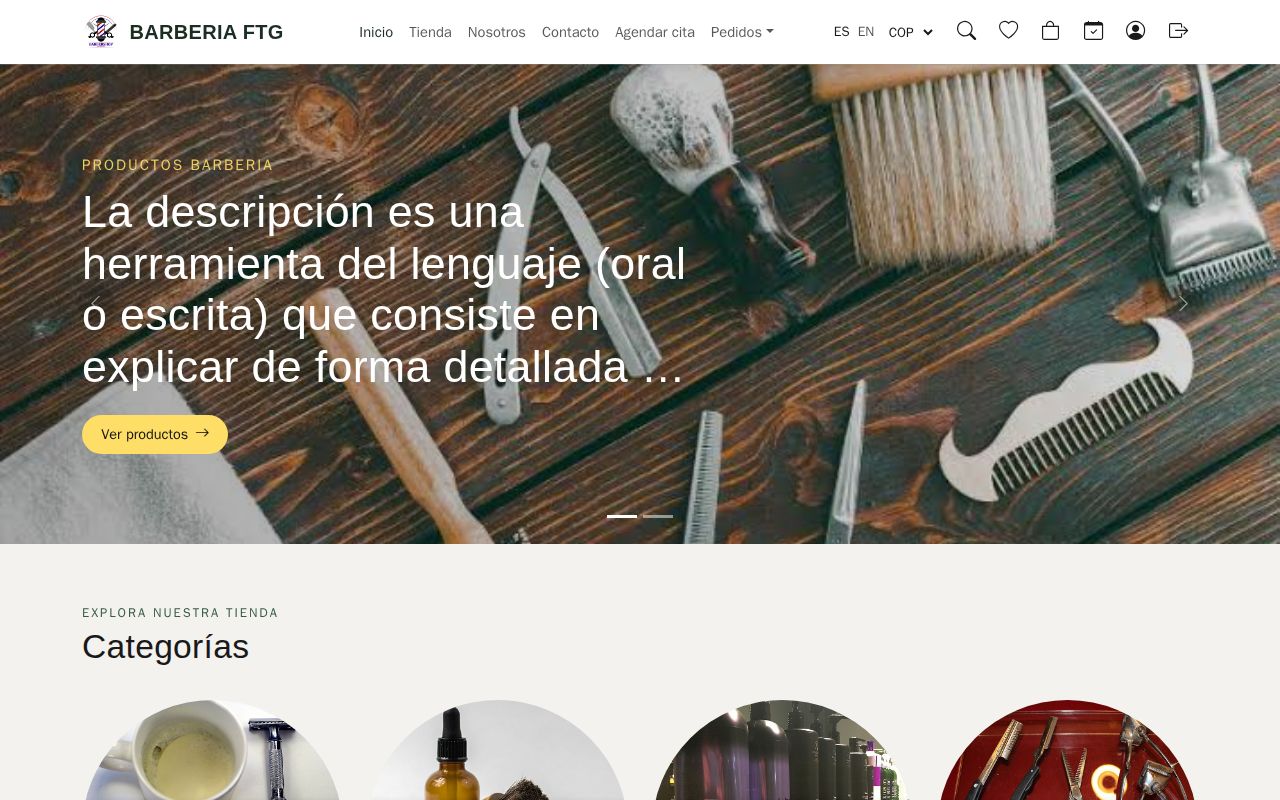 BARBERIA FTG
Inicio Tienda Nosotros Contacto Agendar cita Pedidos
ES EN COP
PRODUCTOS BARBERIA
La descripción es una
herramienta del lenguaje (oral
o escrita) que consiste en
explicar de forma detallada …
Ver productos
EXPLORA NUESTRA TIENDA
Categorías